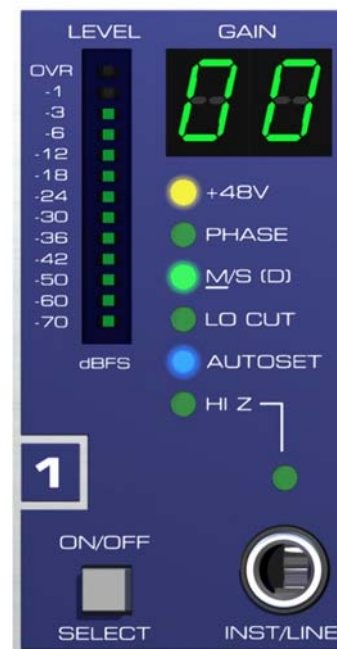 LEVEL
GAIN
OVR
-1
-3
-6
-12
-18
-24
-30
-36
-42
-50
-60
-70
dBFS
00
+48V
PHASE
M/S (D)
LO CUT
AUTOSET
HI Z
1
ON/OFF
SELECT
INST/LINE